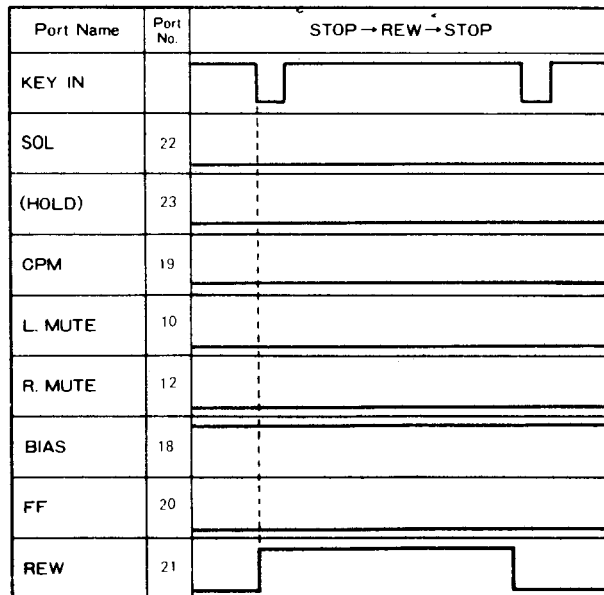 Port Name Port No. STOP → REW → STOP
KEY IN
SOL 22
(HOLD) 23
CPM 19
L. MUTE 10
R. MUTE 12
BIAS 18
FF 20
REW 21